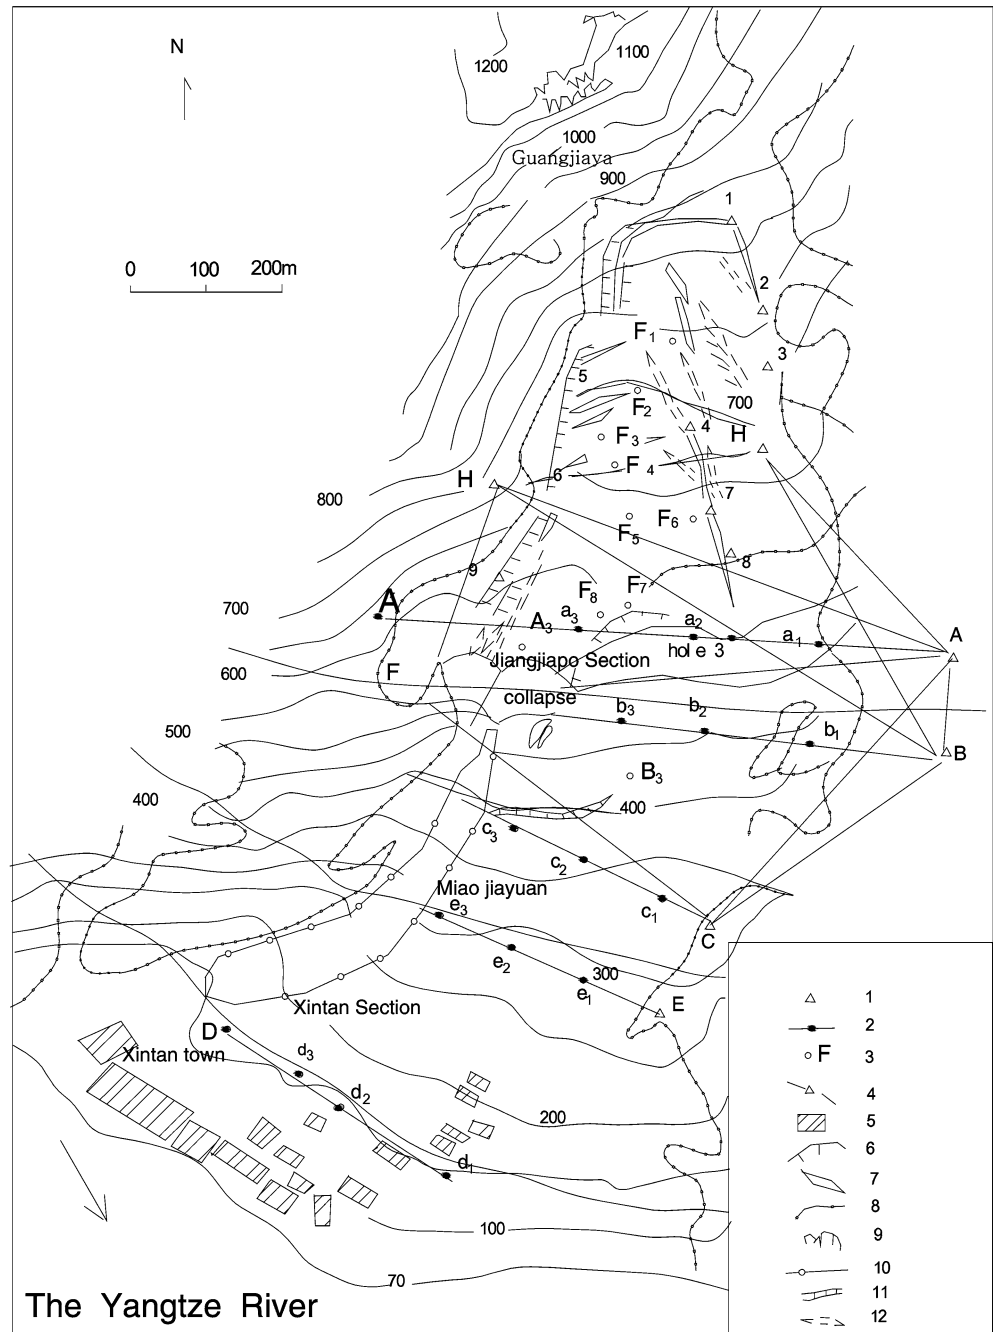 N
1200
1100
1000
Guangjiaya
900
1
0 100 200m
2
F1
3
5
F2
700
F3
4
H
F4
6
H
800
7
F5
F6
8
9
F8
F7
A
700
A3
a3
a2
hole 3
a1
A
600
F
Jiangjiapo Section
collapse
b3
b2
b1
500
B
B3
400
400
c3
c2
Miao jiayuan
e3
c1
C
e2
300
e1
E
Xintan Section
D
Xintan town
d3
d2
200
d1
100
70
The Yangtze River
1
2
F 3
4
5
6
7
8
9
10
11
12